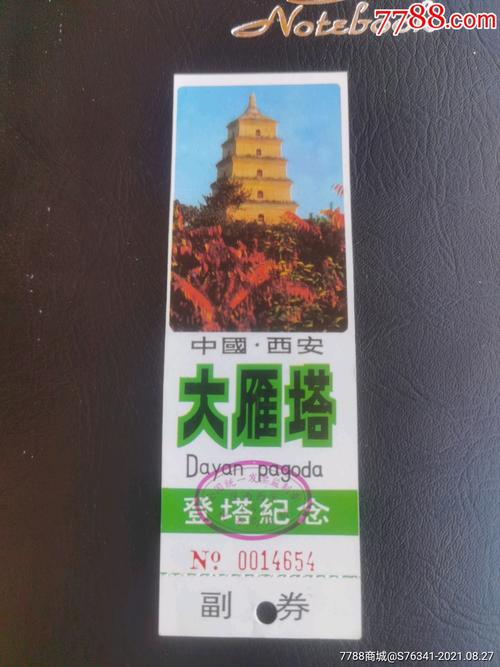 7788.com
Notebook
中國·西安
大雁塔
Dayan pagoda
登塔紀念
No 0014654
副 券
7788商城@S76341-2021.08.27